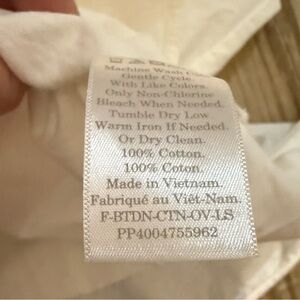 Machine Wash
Gentle Cycle.
With Like Colors.
Only Non-Chlorine
Bleach When Needed.
Tumble Dry Low.
Warm Iron If Needed.
Or Dry Clean.
100% Cotton.
100% Coton.
Made in Vietnam.
Fabriqué au Viêt-Nam.
F-BTDN-CTN-OV-LS
PP4004755962